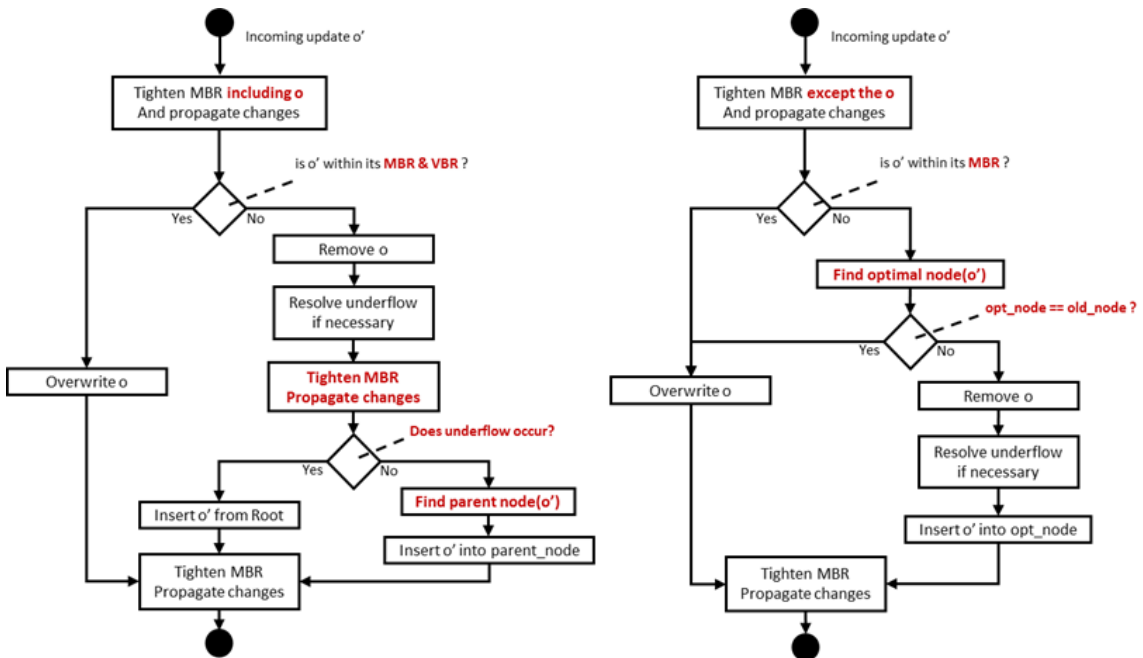 Incoming update o'
Tighten MBR including o
And propagate changes
is o' within its MBR & VBR ?
Yes
No
Remove o
Resolve underflow
if necessary
Overwrite o
Tighten MBR
Propagate changes
Does underflow occur?
Yes
No
Find parent node(o')
Insert o' from Root
Insert o' into parent_node
Tighten MBR
Propagate changes
Incoming update o'
Tighten MBR except the o
And propagate changes
is o' within its MBR ?
Yes
No
Find optimal node(o')
opt_node == old_node ?
Yes
No
Overwrite o
Remove o
Resolve underflow
if necessary
Insert o' into opt_node
Tighten MBR
Propagate changes